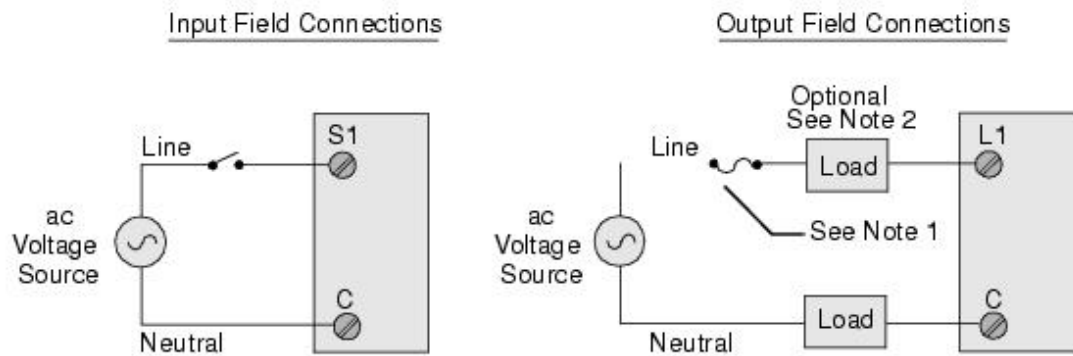 Input Field Connections
Output Field Connections
Line
S1
ac
Voltage
Source
C
Neutral
Optional
See Note 2
Line
Load
L1
See Note 1
ac
Voltage
Source
C
Load
Neutral